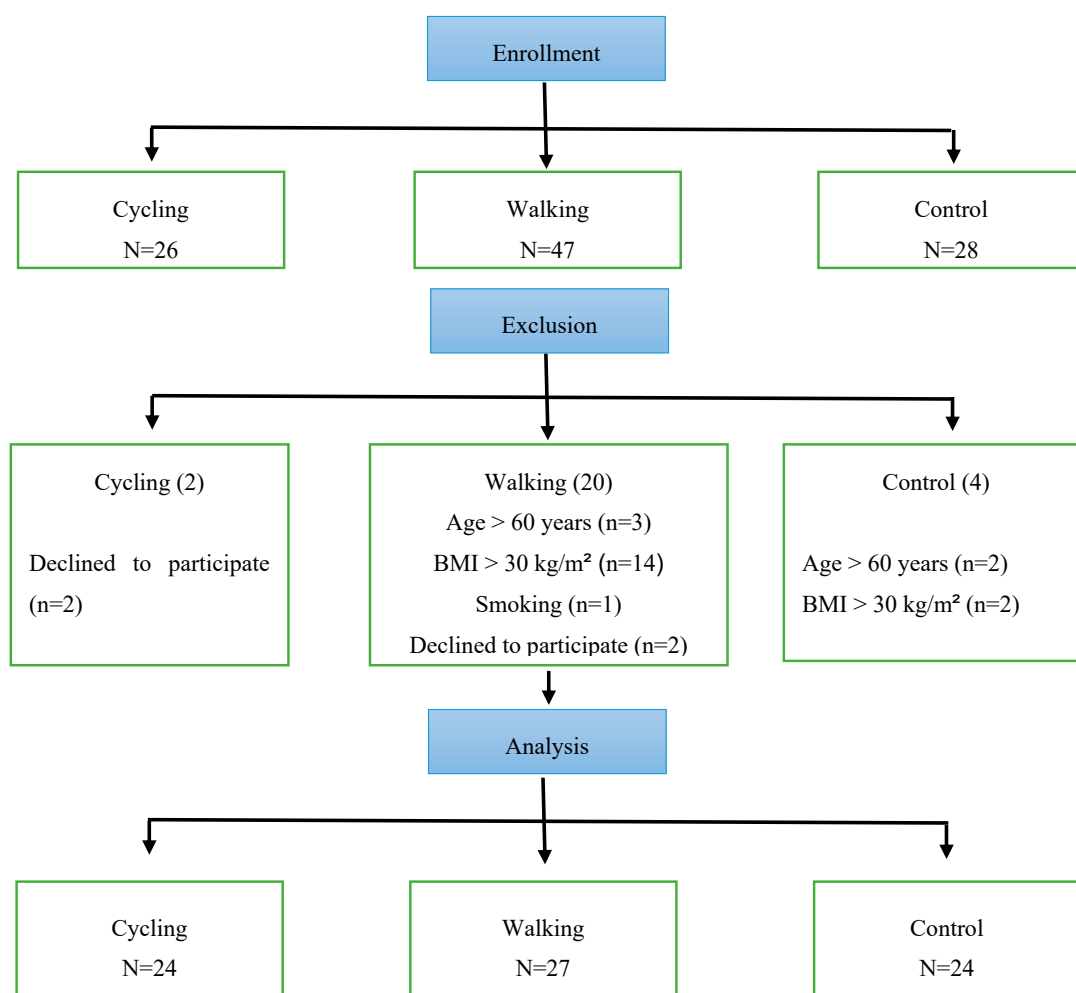 Enrollment
Cycling
N=26
Walking
N=47
Control
N=28
Exclusion
Cycling (2)
Declined to participate
(n=2)
Walking (20)
Age > 60 years (n=3)
BMI > 30 kg/m² (n=14)
Smoking (n=1)
Declined to participate (n=2)
Control (4)
Age > 60 years (n=2)
BMI > 30 kg/m² (n=2)
Analysis
Cycling
N=24
Walking
N=27
Control
N=24